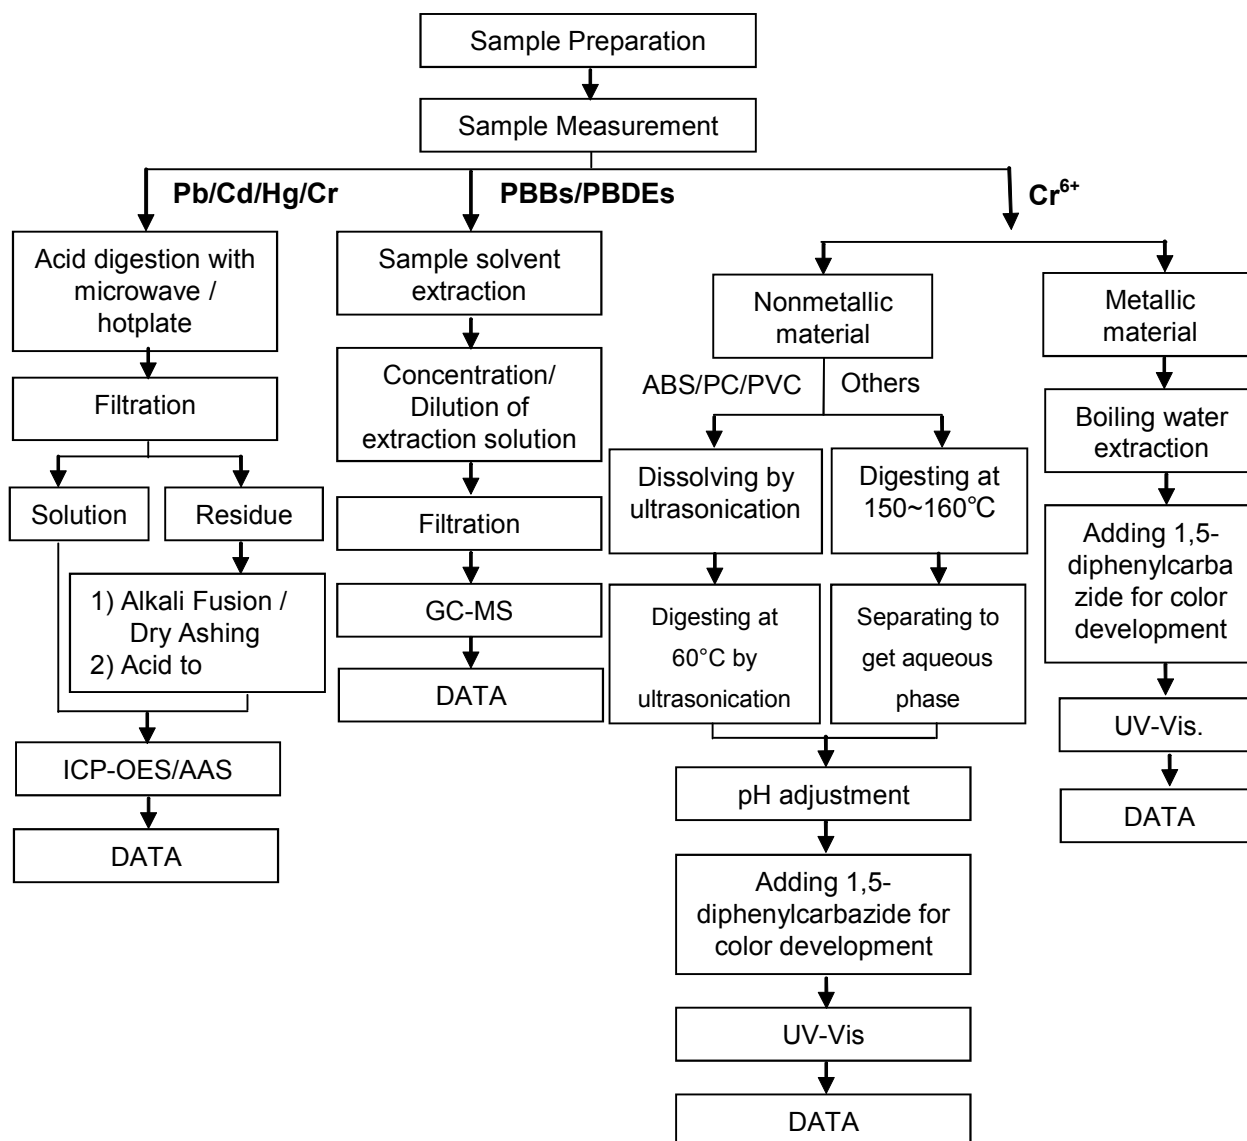 Sample Preparation
Sample Measurement
Pb/Cd/Hg/Cr
PBBs/PBDEs
Cr⁶⁺
Acid digestion with
microwave /
hotplate
Filtration
Solution
Residue
1) Alkali Fusion /
Dry Ashing
2) Acid to
ICP-OES/AAS
DATA
Sample solvent
extraction
Concentration/
Dilution of
extraction solution
Filtration
GC-MS
DATA
Nonmetallic
material
ABS/PC/PVC
Others
Dissolving by
ultrasonication
Digesting at
60°C by
ultrasonication
Digesting at
150~160℃
Separating to
get aqueous
phase
pH adjustment
Adding 1,5-
diphenylcarbazide for
color development
UV-Vis
DATA
Metallic
material
Boiling water
extraction
Adding 1,5-
diphenylcarba
zide for color
development
UV-Vis.
DATA